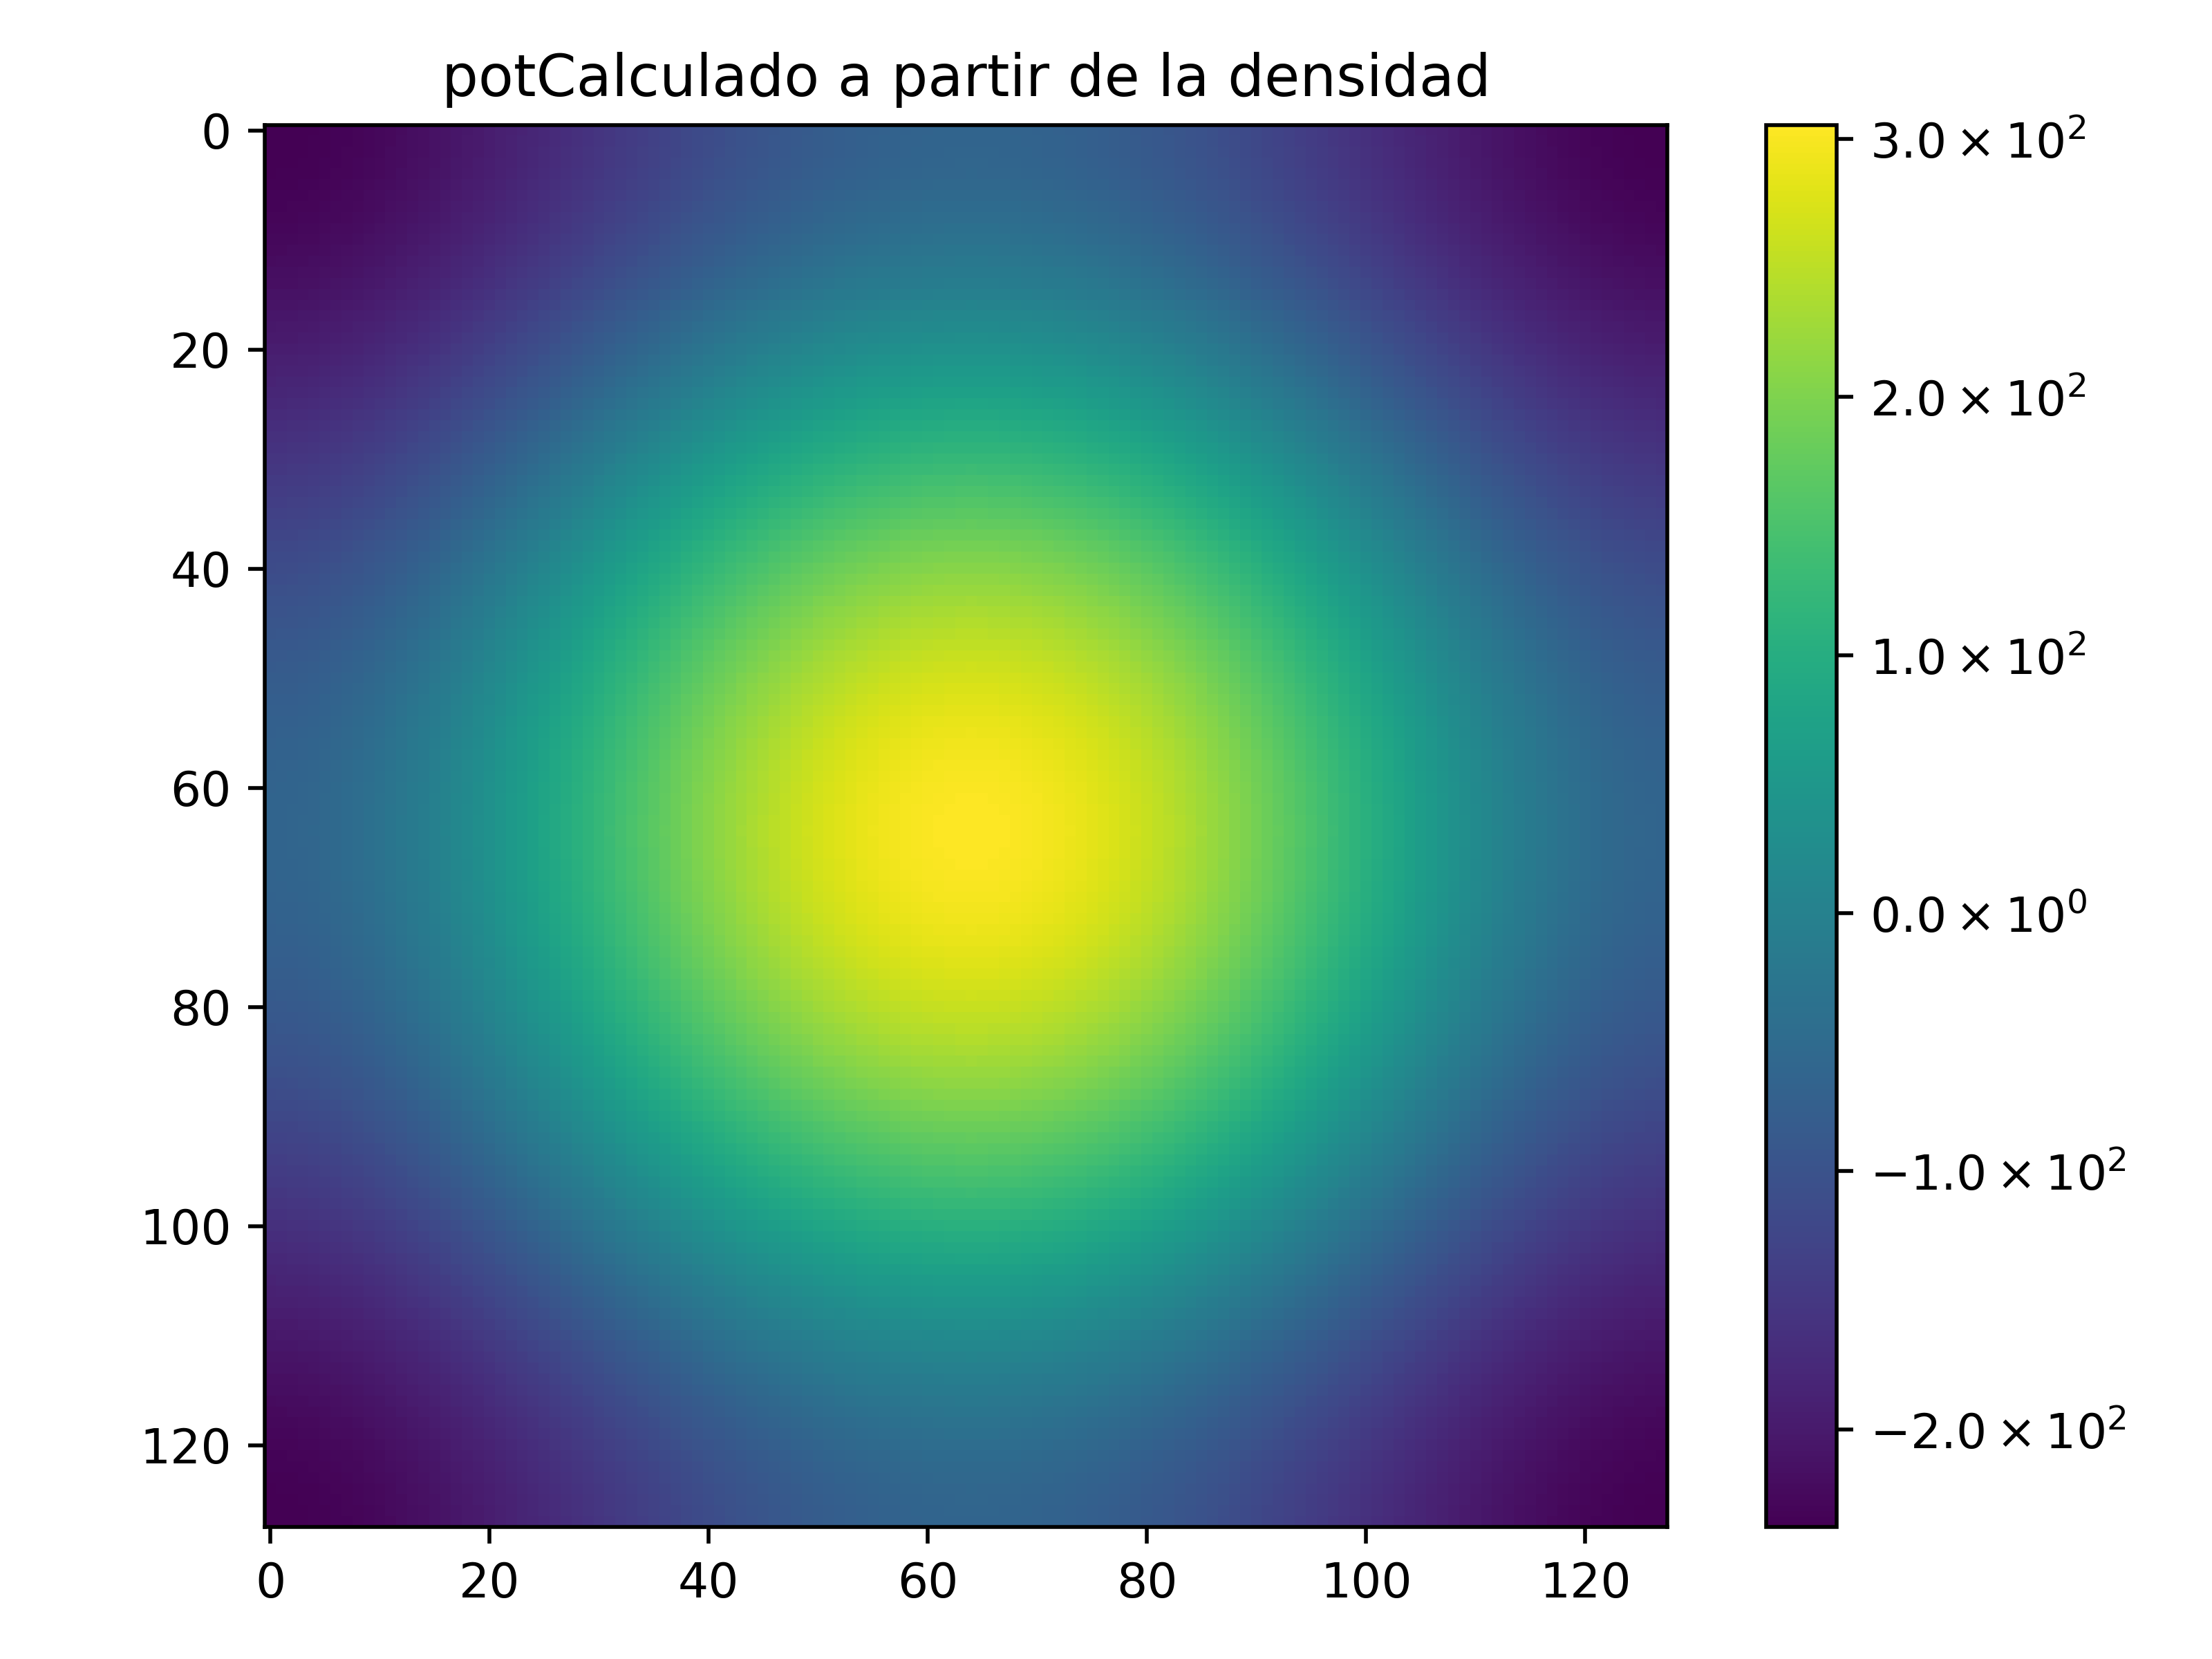 potCalculado a partir de la densidad
0
20
40
60
80
100
120
0 20 40 60 80 100 120
3.0 × 10²
2.0 × 10²
1.0 × 10²
0.0 × 10⁰
−1.0 × 10²
−2.0 × 10²